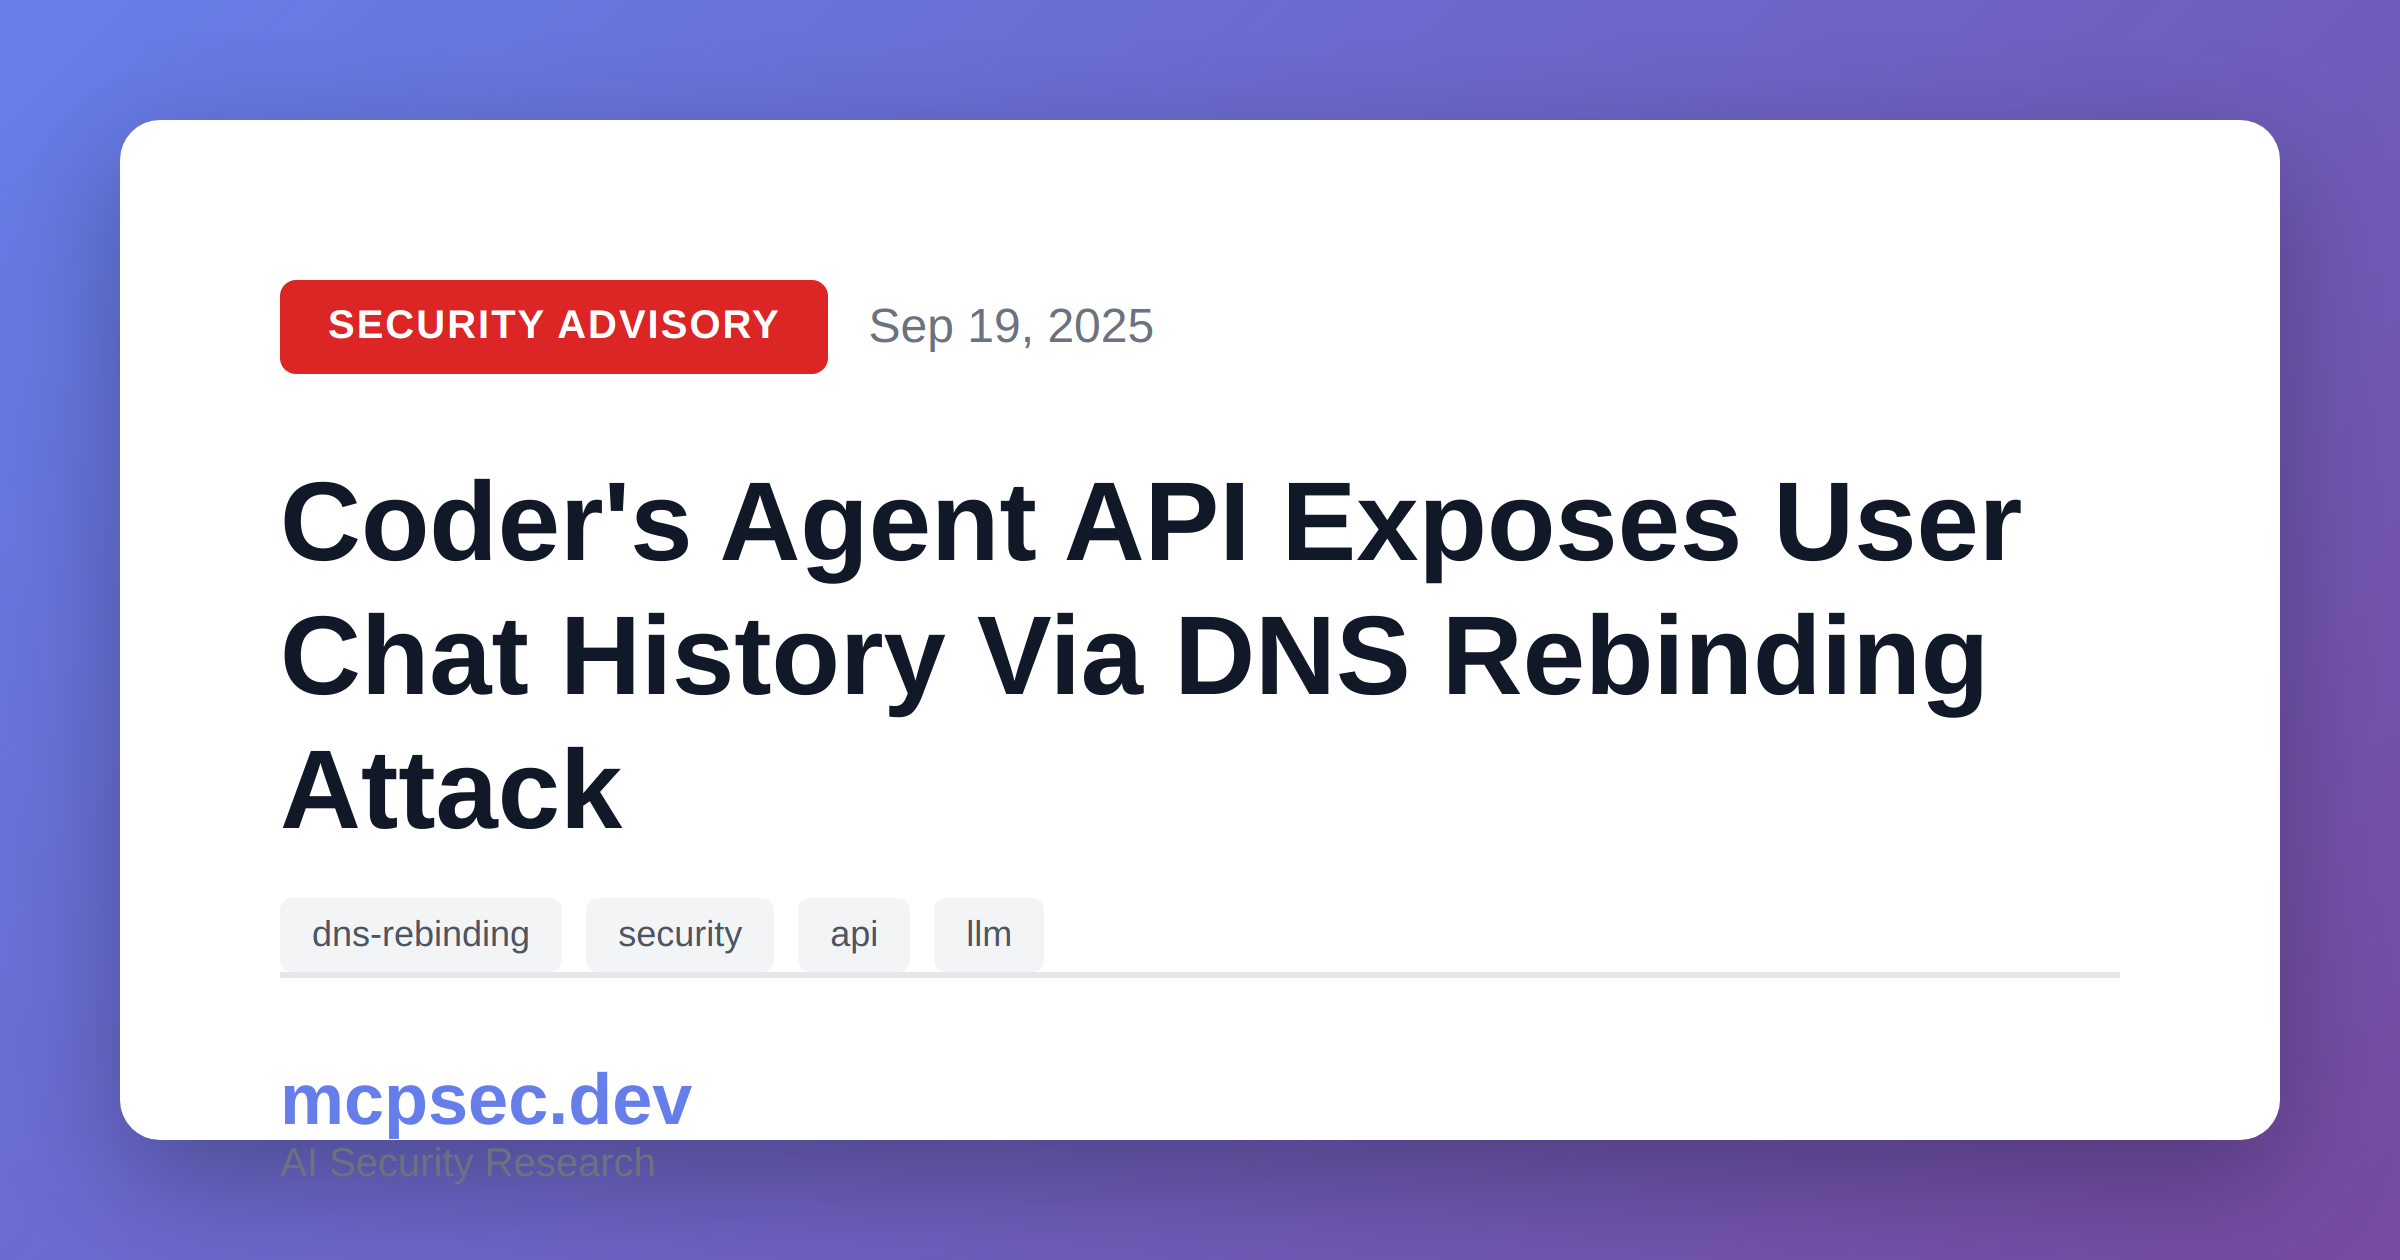 SECURITY ADVISORY Sep 19, 2025
Coder's Agent API Exposes User
Chat History Via DNS Rebinding
Attack
dns-rebinding security api llm
mcpsec.dev
AI Security Research